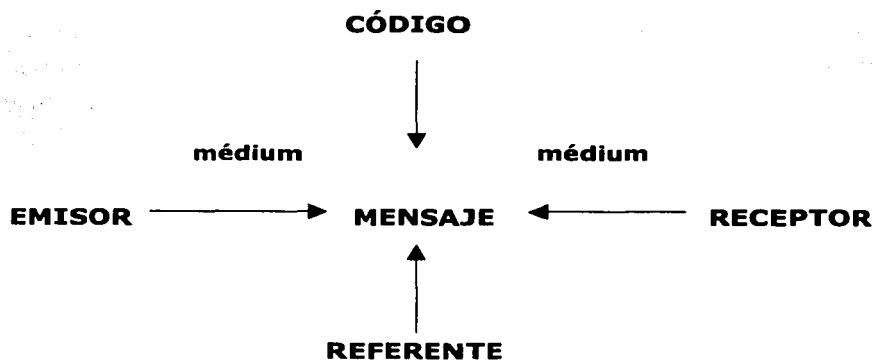 CÓDIGO
médium médium
EMISOR MENSAJE RECEPTOR
REFERENTE